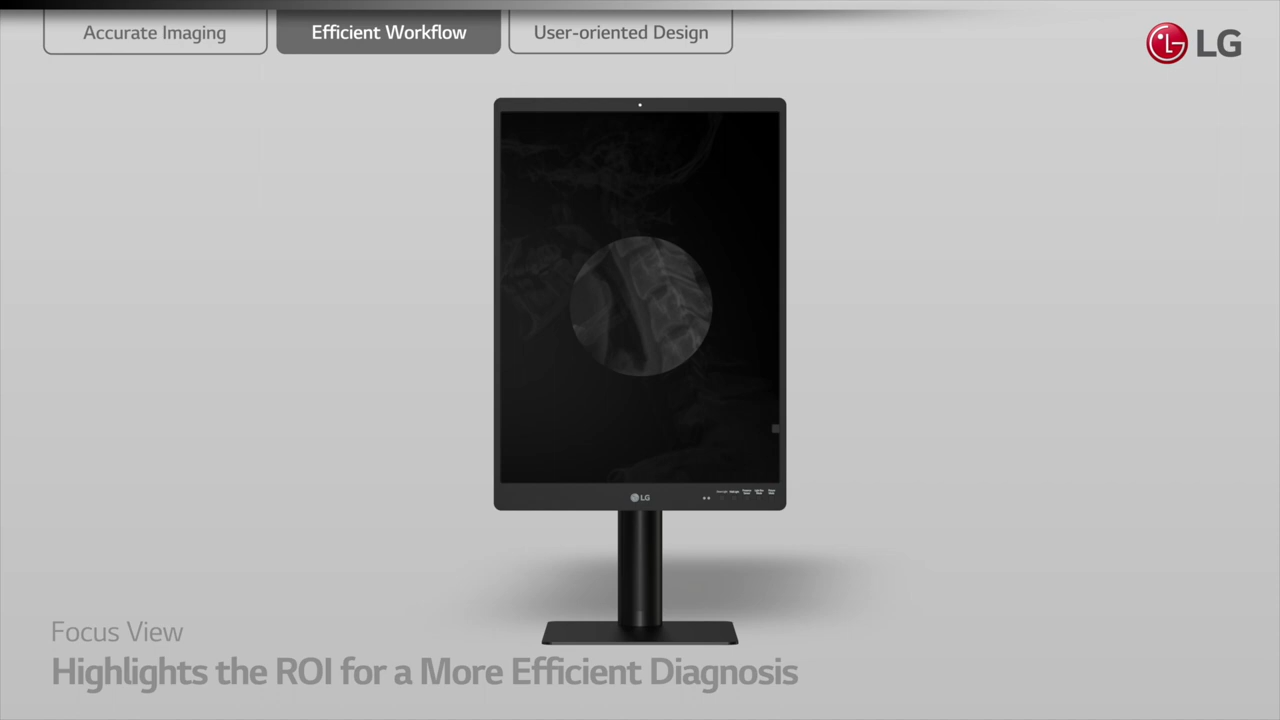 Accurate Imaging
Efficient Workflow
User-oriented Design
LG
LG
Focus View
Highlights the ROI for a More Efficient Diagnosis